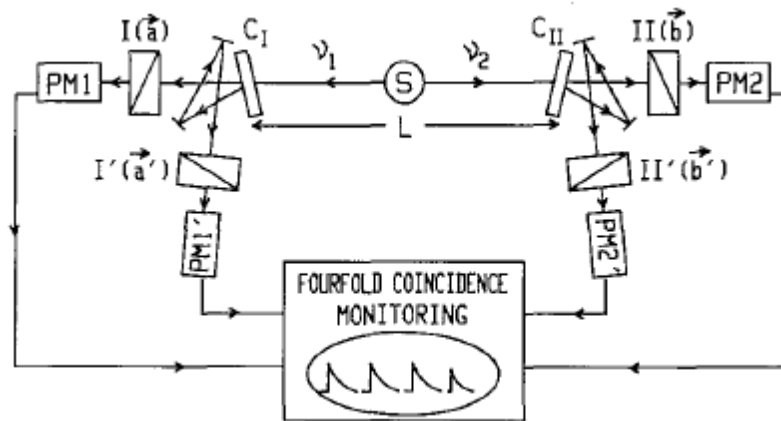 I(a) C_I ν₁ S ν₂ C_II II(b)
PM1 PM2
L
I′(a′) II′(b′)
PM1′ PM2′
FOURFOLD COINCIDENCE
MONITORING